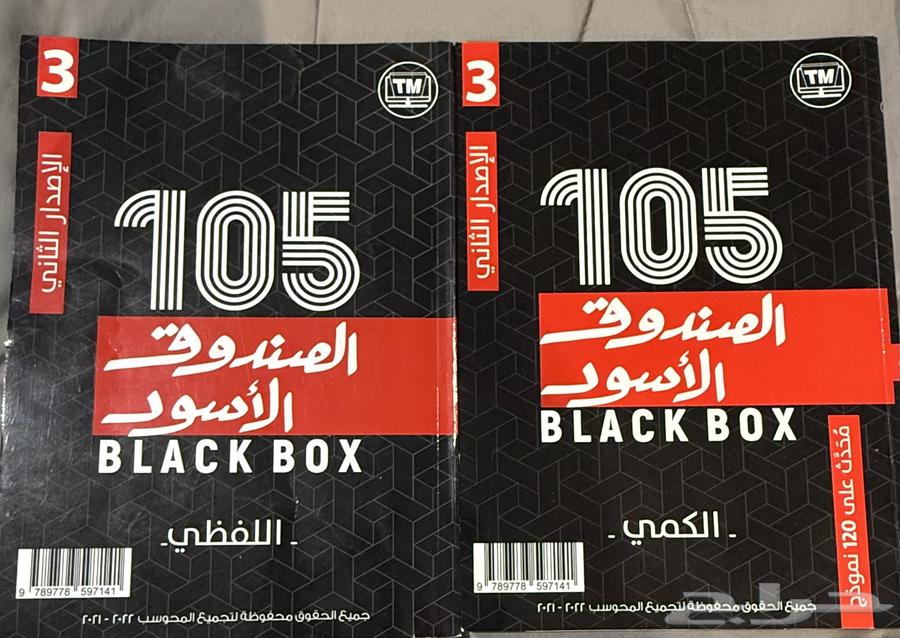 3
TM
الإصدار الثاني
105
الصندوق
الأسود
BLACK BOX
- اللفظي -
9 789778 597141
جميع الحقوق محفوظة لتجميع المحوسب ٢٠٢٢ - ٢٠٢١
3
TM
الإصدار الثاني
105
الصندوق
الأسود
BLACK BOX
- الكمي -
مُحَدَّث على 120 نموذج
9 789778 597141
جميع الحقوق محفوظة لتجميع المحوسب ٢٠٢٢ - ٢٠٢١
حراج